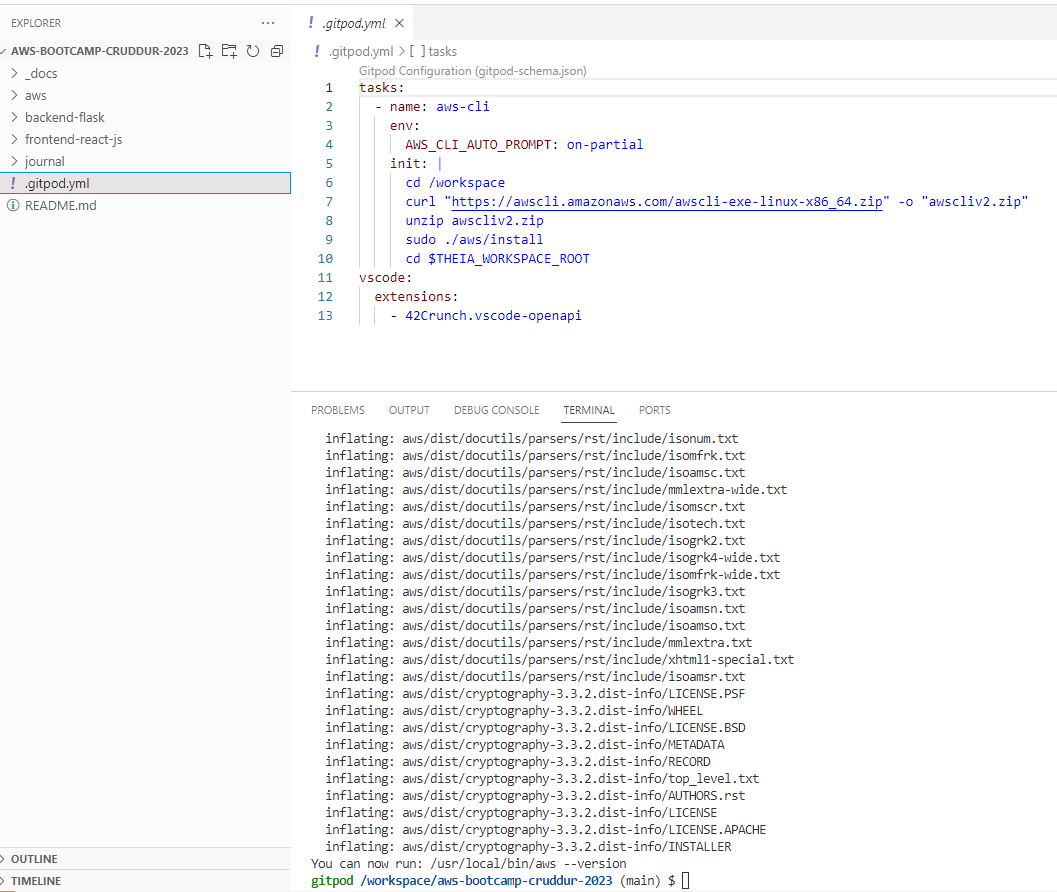 EXPLORER
AWS-BOOTCAMP-CRUDDUR-2023
_docs
aws
backend-flask
frontend-react-js
journal
! .gitpod.yml
README.md
OUTLINE
TIMELINE
! .gitpod.yml ×
! .gitpod.yml > [ ] tasks
Gitpod Configuration (gitpod-schema.json)
1 tasks:
2 - name: aws-cli
3 env:
4 AWS_CLI_AUTO_PROMPT: on-partial
5 init: |
6 cd /workspace
7 curl "https://awscli.amazonaws.com/awscli-exe-linux-x86_64.zip" -o "awscliv2.zip"
8 unzip awscliv2.zip
9 sudo ./aws/install
10 cd $THEIA_WORKSPACE_ROOT
11 vscode:
12 extensions:
13 - 42Crunch.vscode-openapi
PROBLEMS OUTPUT DEBUG CONSOLE TERMINAL PORTS
inflating: aws/dist/docutils/parsers/rst/include/isonum.txt
inflating: aws/dist/docutils/parsers/rst/include/isomfrk.txt
inflating: aws/dist/docutils/parsers/rst/include/isoamsc.txt
inflating: aws/dist/docutils/parsers/rst/include/mmlextra-wide.txt
inflating: aws/dist/docutils/parsers/rst/include/isomscr.txt
inflating: aws/dist/docutils/parsers/rst/include/isotech.txt
inflating: aws/dist/docutils/parsers/rst/include/isogrk2.txt
inflating: aws/dist/docutils/parsers/rst/include/isogrk4-wide.txt
inflating: aws/dist/docutils/parsers/rst/include/isomfrk-wide.txt
inflating: aws/dist/docutils/parsers/rst/include/isogrk3.txt
inflating: aws/dist/docutils/parsers/rst/include/isoamsn.txt
inflating: aws/dist/docutils/parsers/rst/include/isoamso.txt
inflating: aws/dist/docutils/parsers/rst/include/mmlextra.txt
inflating: aws/dist/docutils/parsers/rst/include/xhtml1-special.txt
inflating: aws/dist/docutils/parsers/rst/include/isoamsr.txt
inflating: aws/dist/cryptography-3.3.2.dist-info/LICENSE.PSF
inflating: aws/dist/cryptography-3.3.2.dist-info/WHEEL
inflating: aws/dist/cryptography-3.3.2.dist-info/LICENSE.BSD
inflating: aws/dist/cryptography-3.3.2.dist-info/METADATA
inflating: aws/dist/cryptography-3.3.2.dist-info/RECORD
inflating: aws/dist/cryptography-3.3.2.dist-info/top_level.txt
inflating: aws/dist/cryptography-3.3.2.dist-info/AUTHORS.rst
inflating: aws/dist/cryptography-3.3.2.dist-info/LICENSE
inflating: aws/dist/cryptography-3.3.2.dist-info/LICENSE.APACHE
inflating: aws/dist/cryptography-3.3.2.dist-info/INSTALLER
You can now run: /usr/local/bin/aws --version
gitpod /workspace/aws-bootcamp-cruddur-2023 (main) $